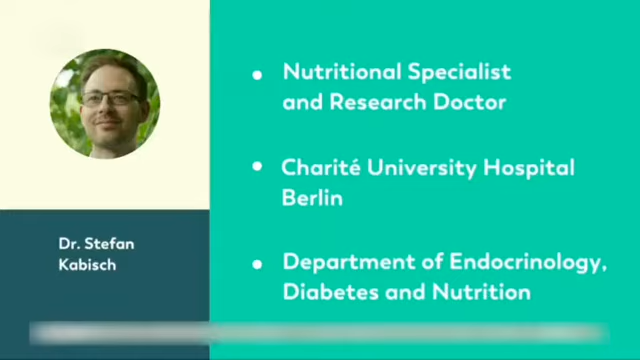 Nutritional Specialist
and Research Doctor
Charité University Hospital
Berlin
Dr. Stefan
Kabisch
Department of Endocrinology,
Diabetes and Nutrition